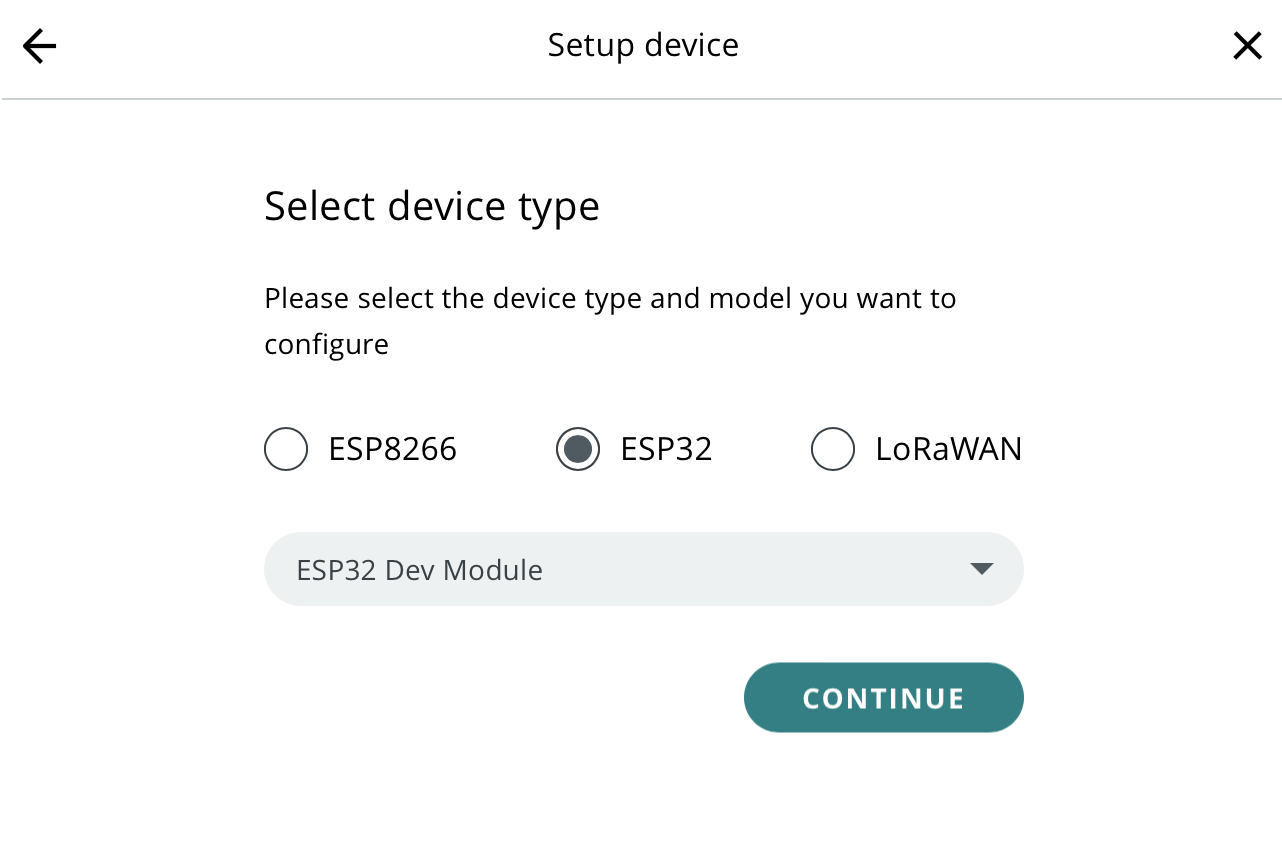 Setup device
Select device type
Please select the device type and model you want to
configure
ESP8266 ESP32 LoRaWAN
ESP32 Dev Module
CONTINUE